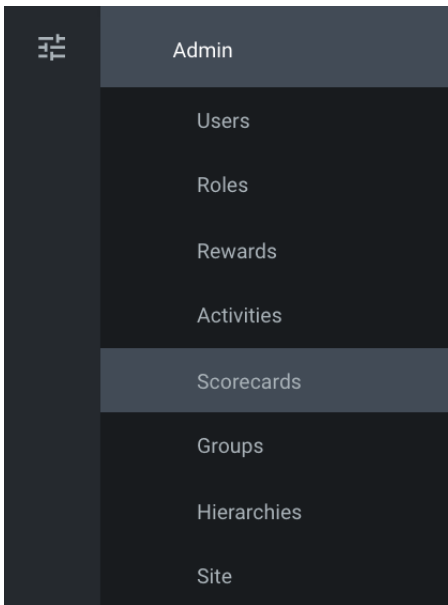 Admin
Users
Roles
Rewards
Activities
Scorecards
Groups
Hierarchies
Site